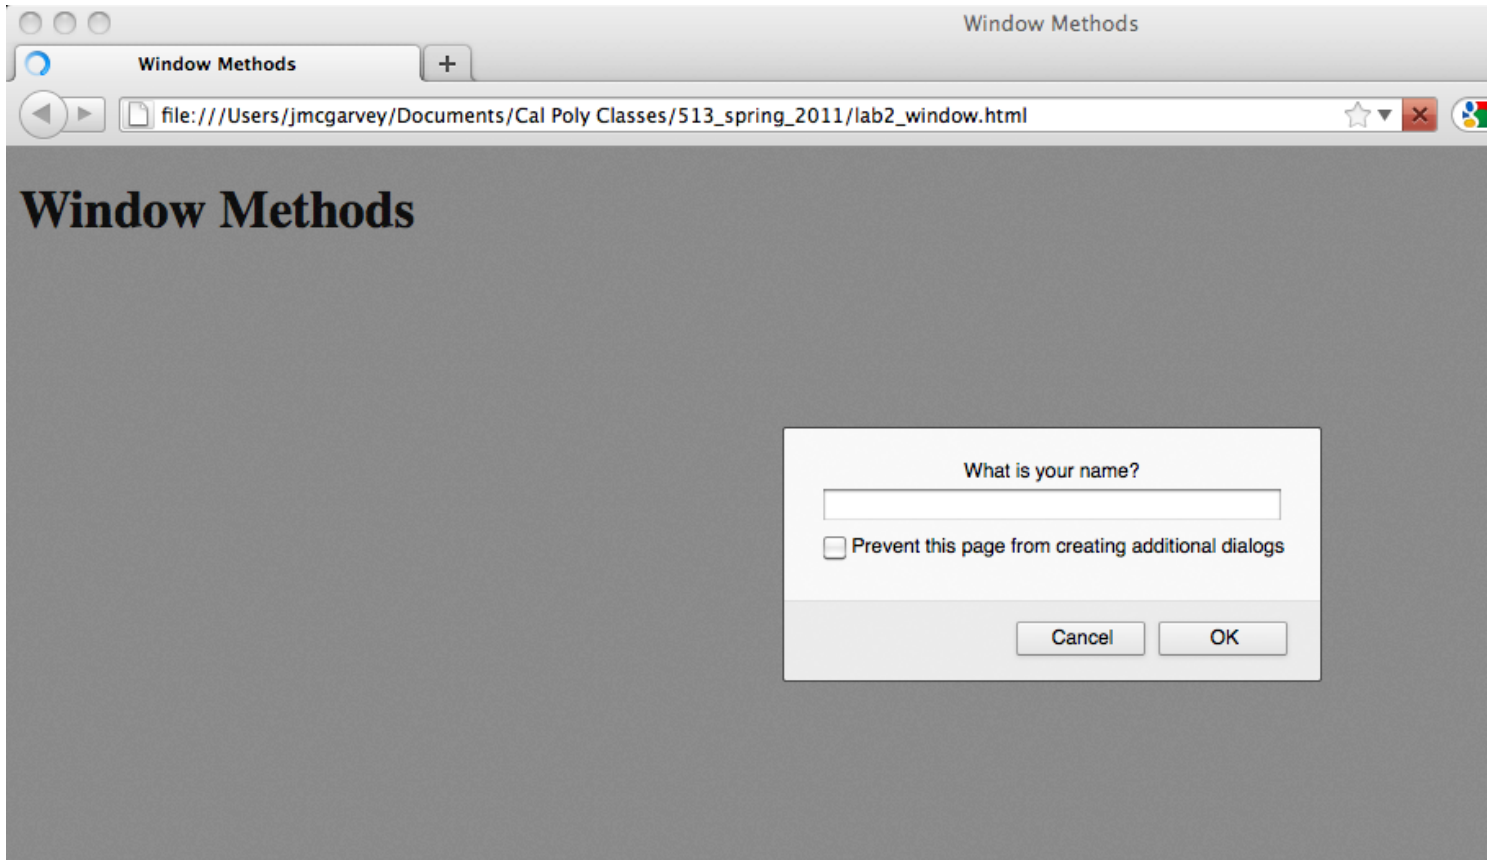 Window Methods
Window Methods
+
file:///Users/jmcgarvey/Documents/Cal Poly Classes/513_spring_2011/lab2_window.html
Window Methods
What is your name?
Prevent this page from creating additional dialogs
Cancel OK